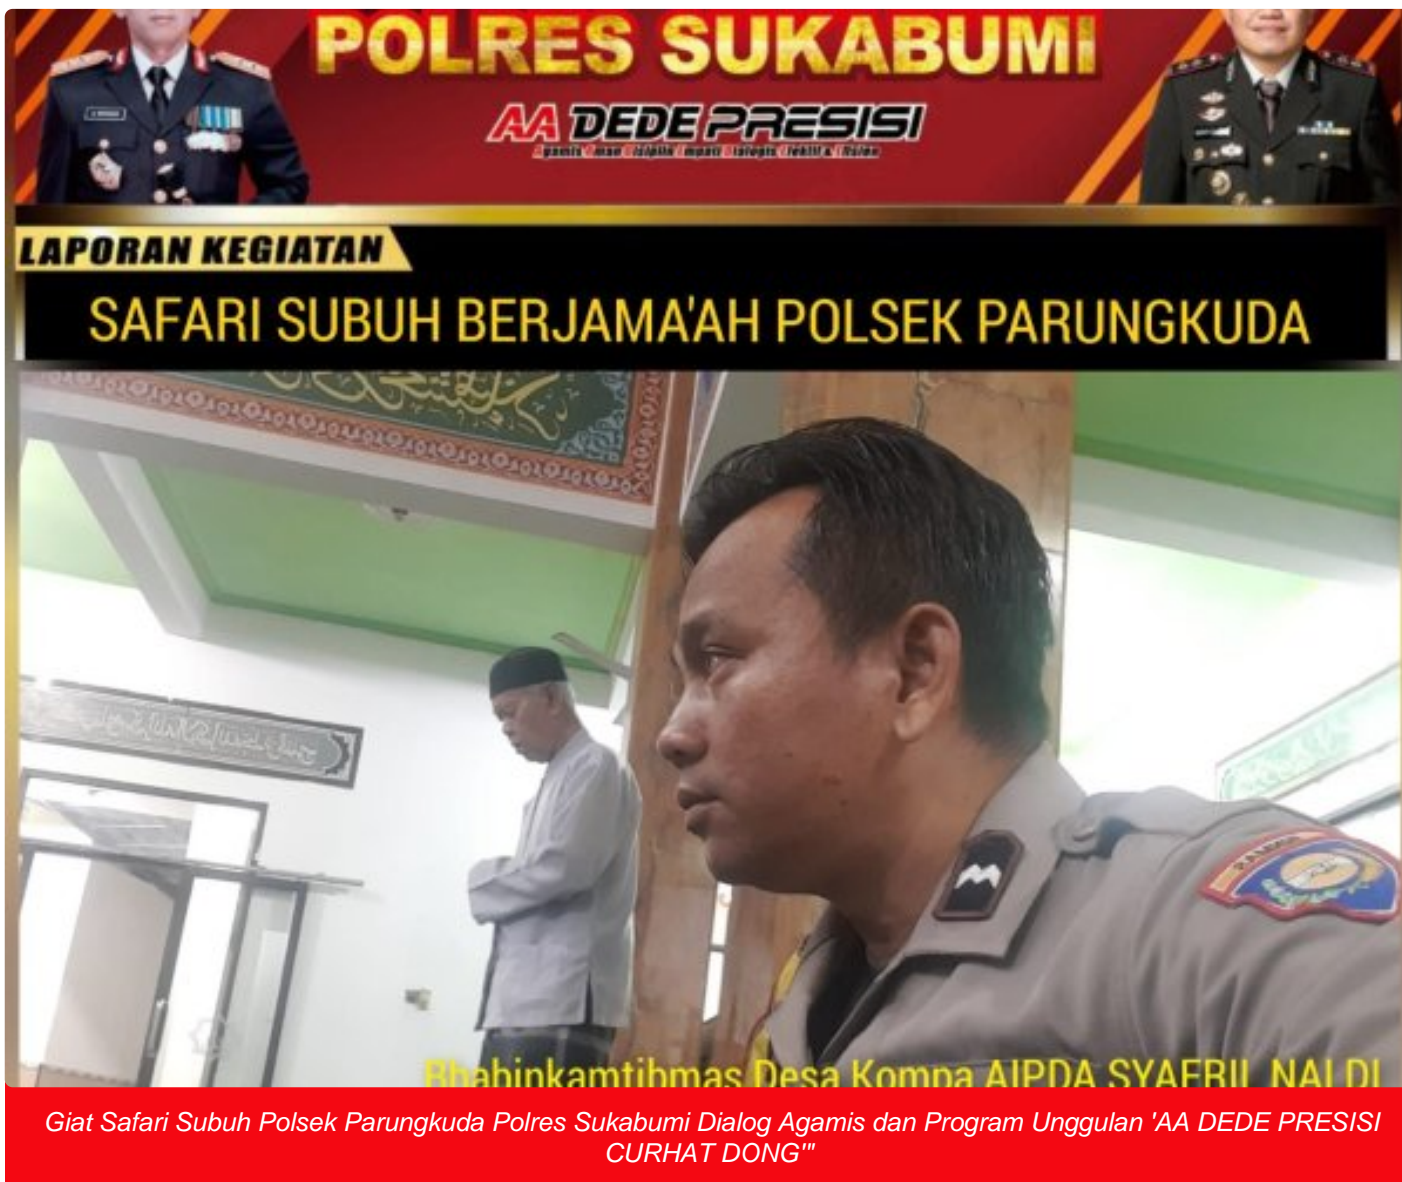 POLRES SUKABUMI
AA DEDE PRESISI
LAPORAN KEGIATAN
SAFARI SUBUH BERJAMA'AH POLSEK PARUNGKUDA
Bhabinkamtibmas Desa Kompa AIPDA SYAFRIL NALDI
Giat Safari Subuh Polsek Parungkuda Polres Sukabumi Dialog Agamis dan Program Unggulan 'AA DEDE PRESISI
CURHAT DONG'"